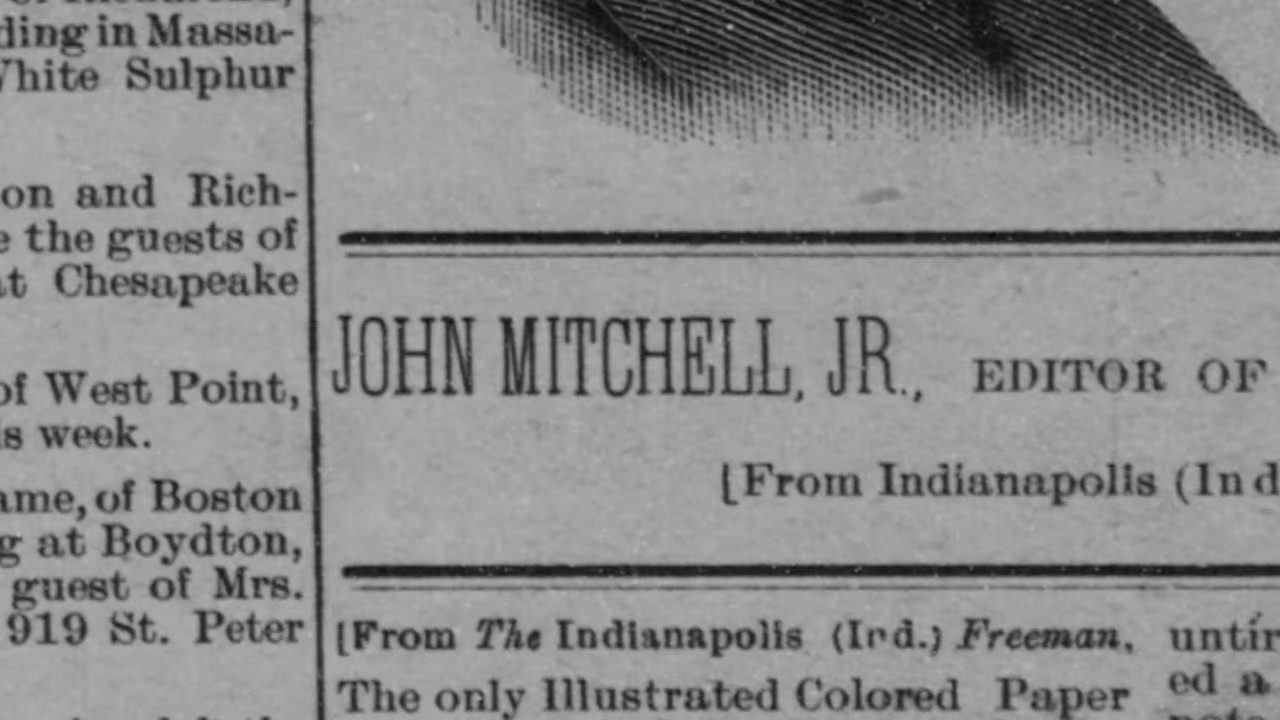 ding in Massa-
White Sulphur
on and Rich-
e the guests of
at Chesapeake
of West Point,
is week.
ame, of Boston
g at Boydton,
guest of Mrs.
919 St. Peter
JOHN MITCHELL, JR., EDITOR OF
[From Indianapolis (Ind
[From The Indianapolis (Ind.) Freeman,
The only Illustrated Colored Paper
untir
ed a